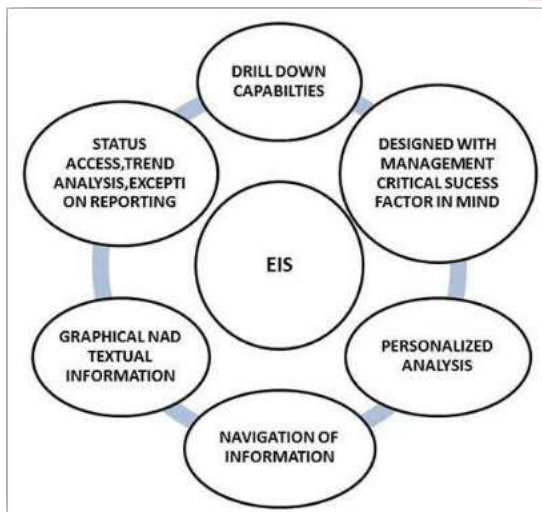 DRILL DOWN
CAPABILTIES
DESIGNED WITH
MANAGEMENT
CRITICAL SUCESS
FACTOR IN MIND
PERSONALIZED
ANALYSIS
NAVIGATION OF
INFORMATION
GRAPHICAL NAD
TEXTUAL
INFORMATION
STATUS
ACCESS,TREND
ANALYSIS,EXCEPTI
ON REPORTING
EIS